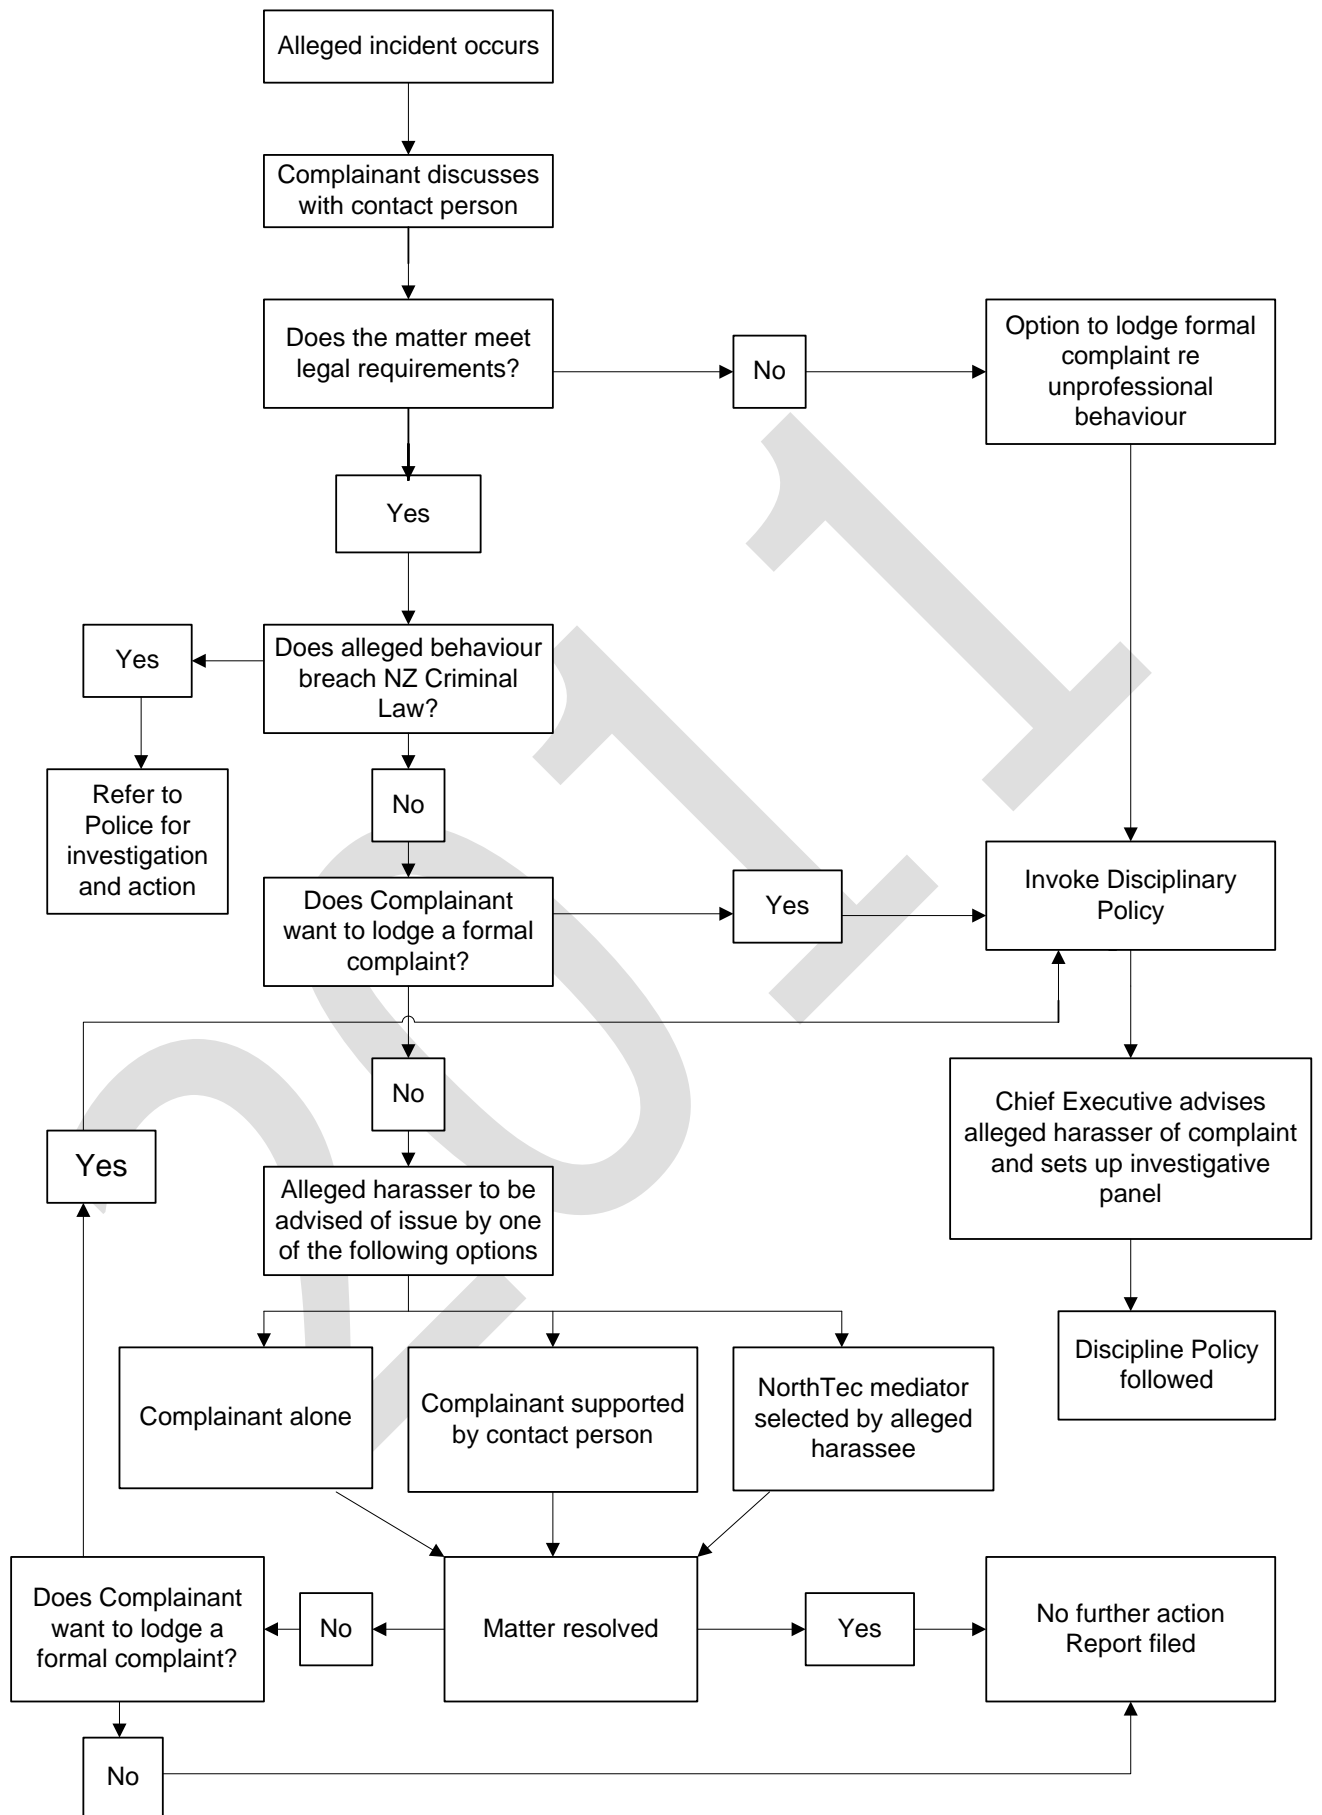 Alleged incident occurs
Complainant discusses
with contact person
Does the matter meet
legal requirements?
No
Option to lodge formal
complaint re
unprofessional
behaviour
Yes
Yes
Does alleged behaviour
breach NZ Criminal
Law?
Refer to
Police for
investigation
and action
No
Does Complainant
want to lodge a formal
complaint?
Yes
Invoke Disciplinary
Policy
No
Chief Executive advises
alleged harasser of complaint
and sets up investigative
panel
Yes
Alleged harasser to be
advised of issue by one
of the following options
Discipline Policy
followed
Complainant alone
Complainant supported
by contact person
NorthTec mediator
selected by alleged
harassee
Does Complainant
want to lodge a
formal complaint?
No
Matter resolved
Yes
No further action
Report filed
No
2011